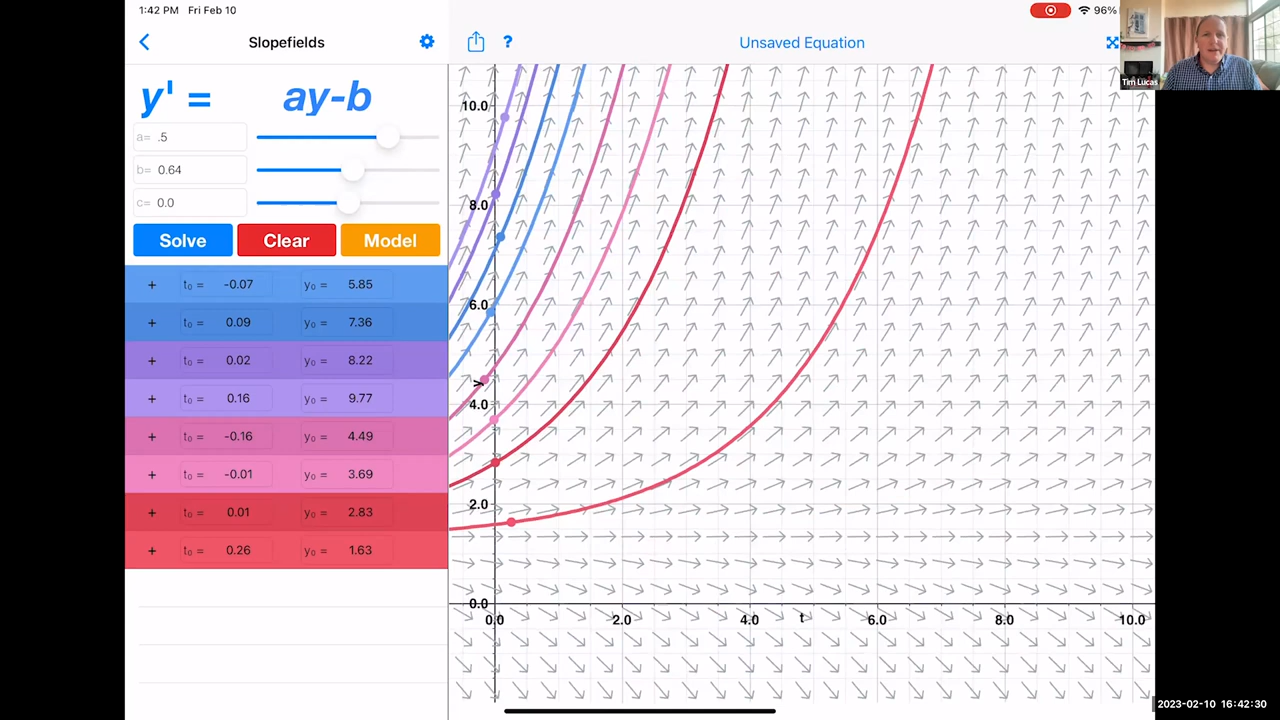 1:42 PM Fri Feb 10
96%
Slopefields
?
Unsaved Equation
Tim Lucas
y' = ay-b
a= .5
b= 0.64
c= 0.0
Solve Clear Model
+ t₀ = -0.07 y₀ = 5.85
+ t₀ = 0.09 y₀ = 7.36
+ t₀ = 0.02 y₀ = 8.22
+ t₀ = 0.16 y₀ = 9.77
+ t₀ = -0.16 y₀ = 4.49
+ t₀ = -0.01 y₀ = 3.69
+ t₀ = 0.01 y₀ = 2.83
+ t₀ = 0.26 y₀ = 1.63
10.0
8.0
6.0
y
4.0
2.0
0.0
0.0 2.0 4.0 t 6.0 8.0 10.0
2023-02-10 16:42:30